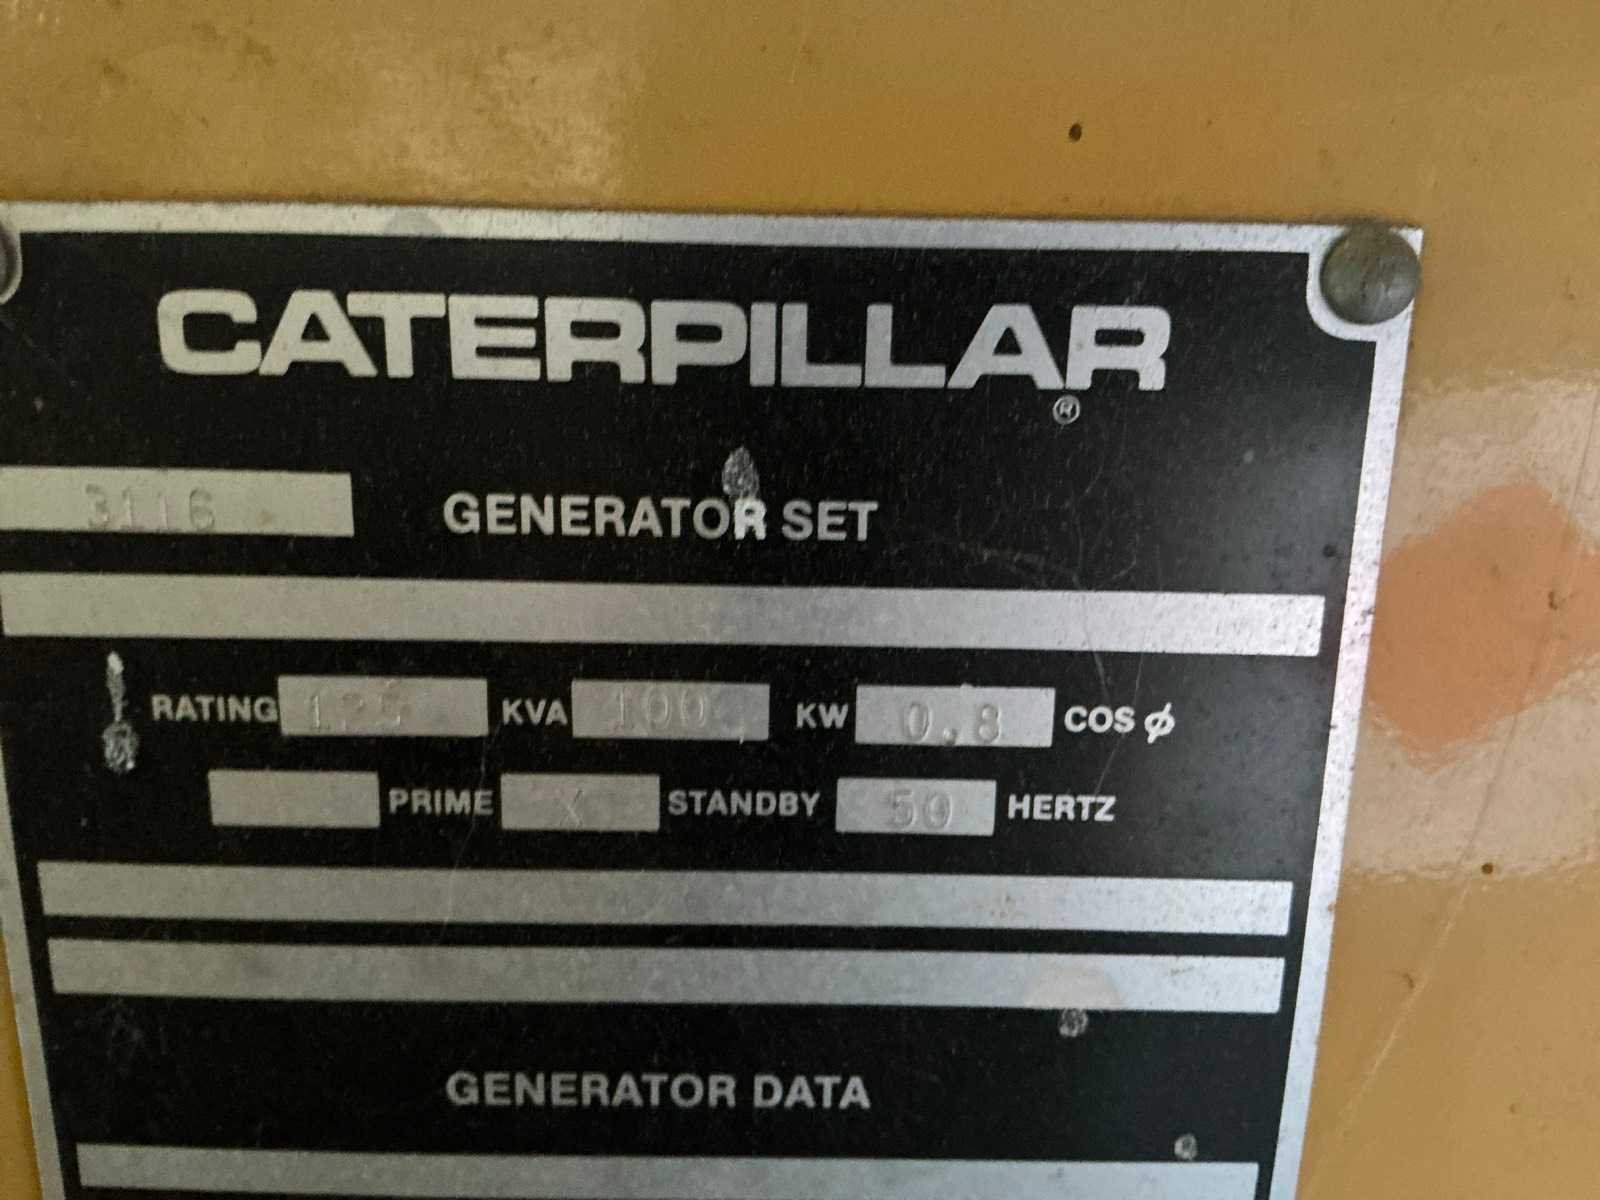 CATERPILLAR
®
3116 GENERATOR SET
RATING 125 KVA 100 KW 0.8 COS ϕ
PRIME X STANDBY 50 HERTZ
GENERATOR DATA